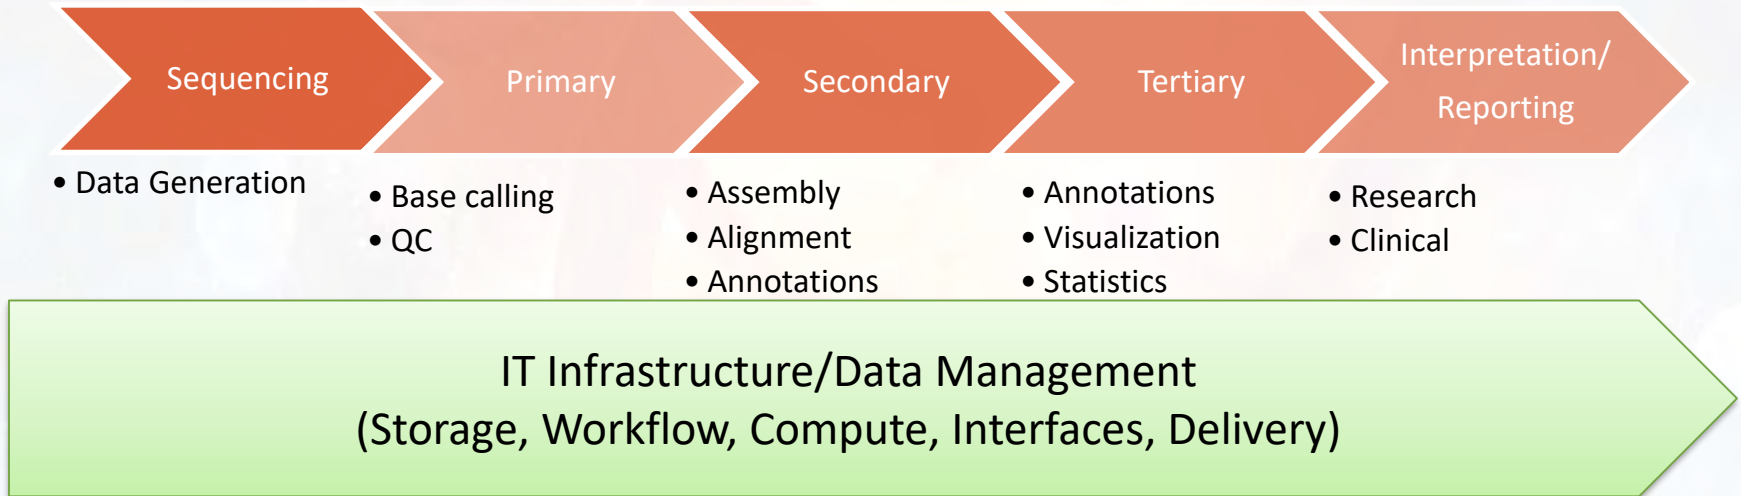 Sequencing
Primary
Secondary
Tertiary
Interpretation/
Reporting
• Data Generation
• Base calling
• QC
• Assembly
• Alignment
• Annotations
• Annotations
• Visualization
• Statistics
• Research
• Clinical
IT Infrastructure/Data Management
(Storage, Workflow, Compute, Interfaces, Delivery)